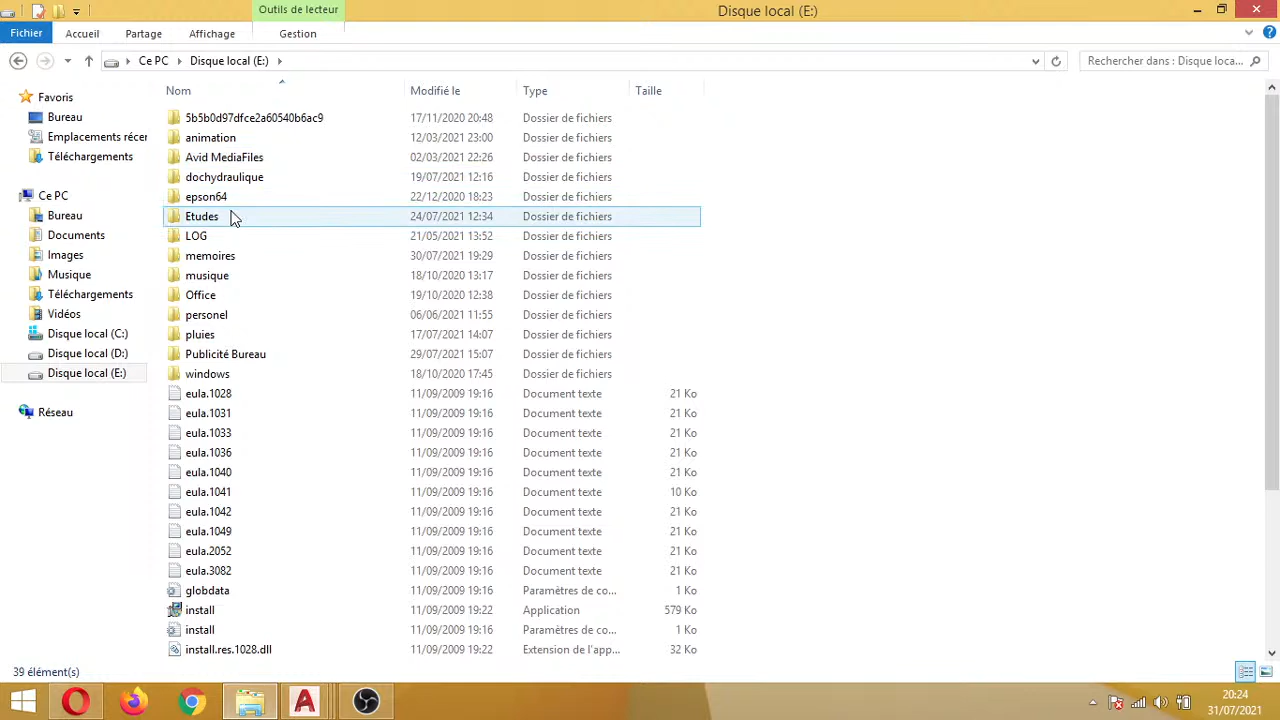 Outils de lecteur
Disque local (E:)
Fichier Accueil Partage Affichage Gestion
Ce PC Disque local (E:)
Rechercher dans : Disque loca...
Nom Modifié le Type Taille
Favoris
Bureau
Emplacements récer
Téléchargements
Ce PC
Bureau
Documents
Images
Musique
Téléchargements
Vidéos
Disque local (C:)
Disque local (D:)
Disque local (E:)
Réseau
5b5b0d97dfce2a60540b6ac9 17/11/2020 20:48 Dossier de fichiers
animation 12/03/2021 23:00 Dossier de fichiers
Avid MediaFiles 02/03/2021 22:26 Dossier de fichiers
dochydraulique 19/07/2021 12:16 Dossier de fichiers
epson64 22/12/2020 18:23 Dossier de fichiers
Etudes 24/07/2021 12:34 Dossier de fichiers
LOG 21/05/2021 13:52 Dossier de fichiers
memoires 30/07/2021 19:29 Dossier de fichiers
musique 18/10/2020 13:17 Dossier de fichiers
Office 19/10/2020 12:38 Dossier de fichiers
personel 06/06/2021 11:55 Dossier de fichiers
pluies 17/07/2021 14:07 Dossier de fichiers
Publicité Bureau 29/07/2021 15:07 Dossier de fichiers
windows 18/10/2020 17:45 Dossier de fichiers
eula.1028 11/09/2009 19:16 Document texte 21 Ko
eula.1031 11/09/2009 19:16 Document texte 21 Ko
eula.1033 11/09/2009 19:16 Document texte 21 Ko
eula.1036 11/09/2009 19:16 Document texte 21 Ko
eula.1040 11/09/2009 19:16 Document texte 21 Ko
eula.1041 11/09/2009 19:16 Document texte 10 Ko
eula.1042 11/09/2009 19:16 Document texte 21 Ko
eula.1049 11/09/2009 19:16 Document texte 21 Ko
eula.2052 11/09/2009 19:16 Document texte 21 Ko
eula.3082 11/09/2009 19:16 Document texte 21 Ko
globdata 11/09/2009 19:16 Paramètres de co... 1 Ko
install 11/09/2009 19:22 Application 579 Ko
install 11/09/2009 19:16 Paramètres de co... 1 Ko
install.res.1028.dll 11/09/2009 19:22 Extension de l'app... 32 Ko
39 élément(s)
20:24
31/07/2021